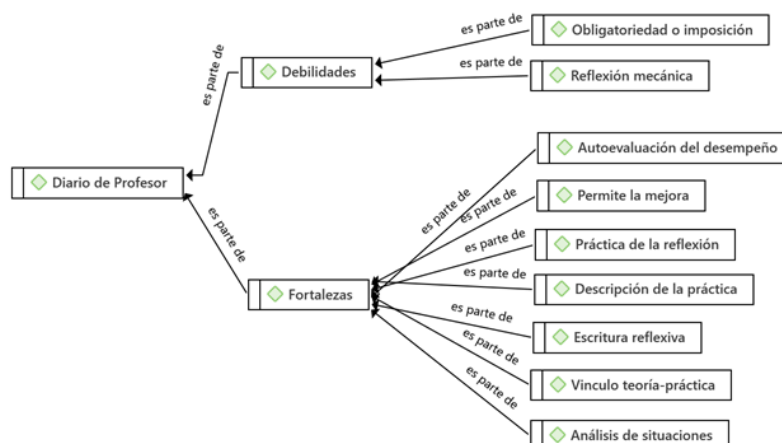 es parte de
Obligatoriedad o imposición
Debilidades
es parte de
Reflexión mecánica
es parte de
Diario de Profesor
es parte de
Fortalezas
es parte de
Autoevaluación del desempeño
es parte de
Permite la mejora
es parte de
Práctica de la reflexión
es parte de
Descripción de la práctica
es parte de
Escritura reflexiva
es parte de
Vinculo teoría-práctica
es parte de
Análisis de situaciones